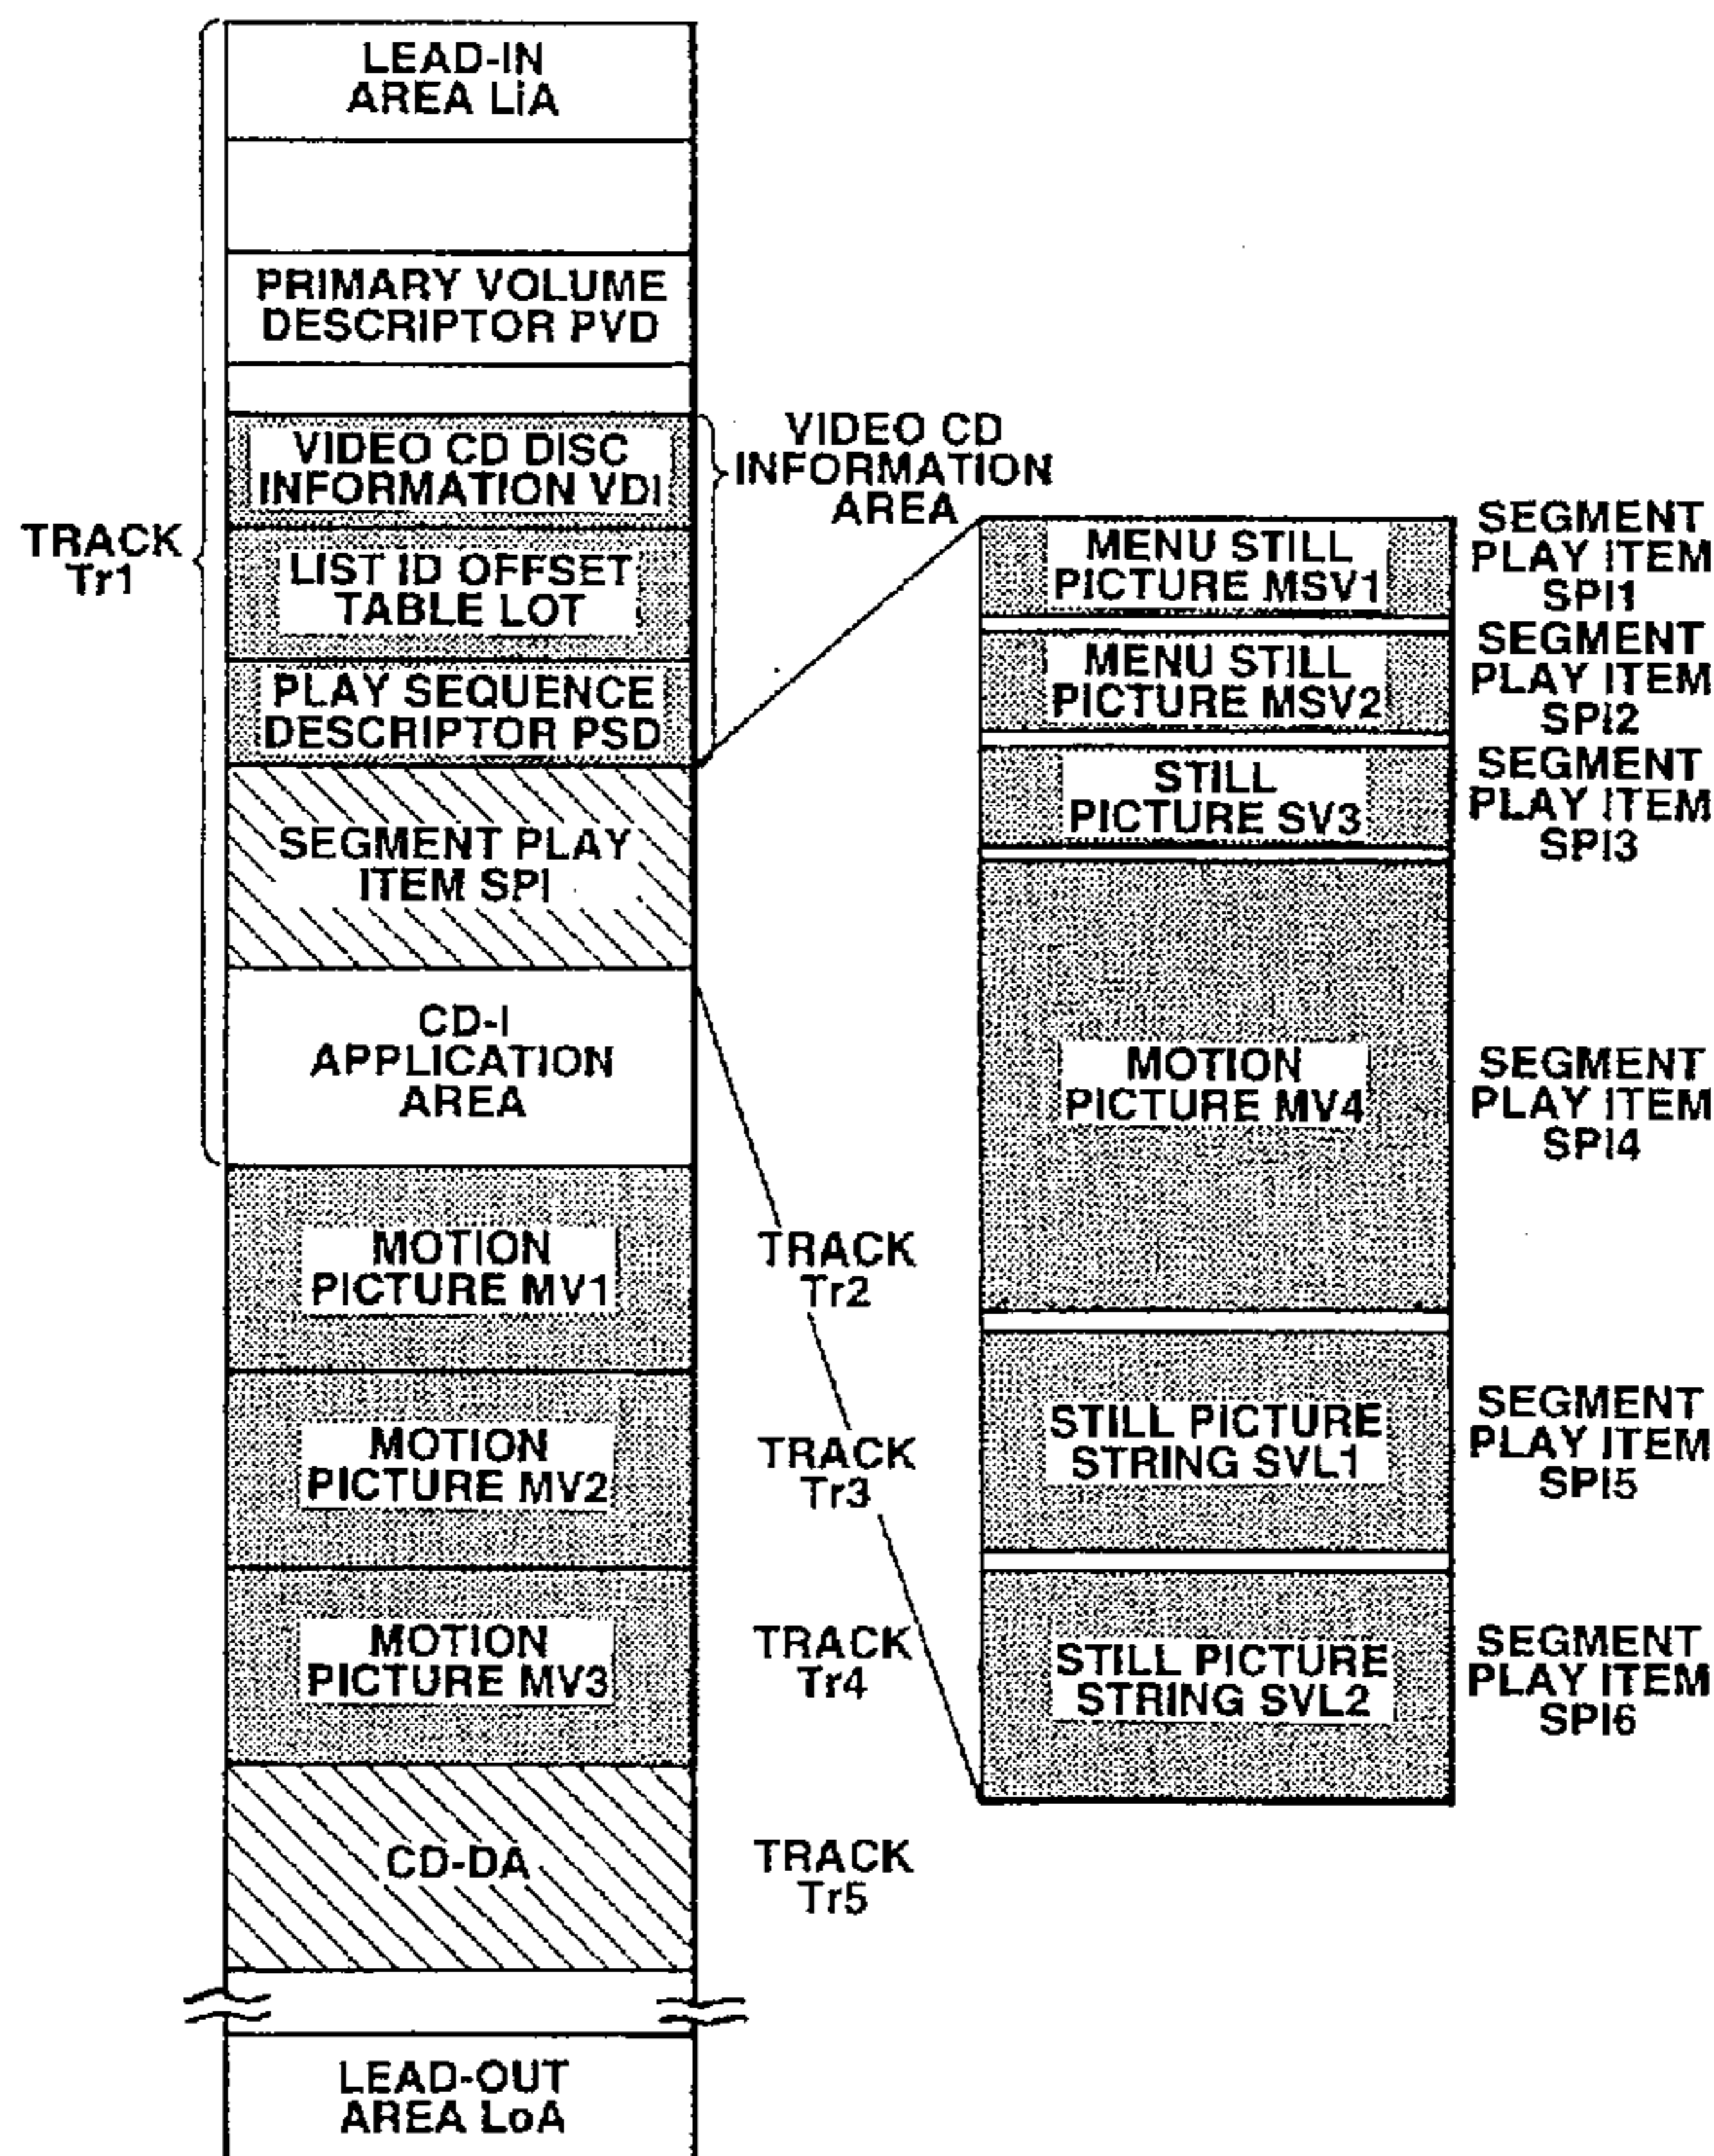 LEAD-IN
AREA LiA
PRIMARY VOLUME
DESCRIPTOR PVD
VIDEO CD DISC
INFORMATION VDI
LIST ID OFFSET
TABLE LOT
PLAY SEQUENCE
DESCRIPTOR PSD
SEGMENT PLAY
ITEM SPI
CD-I
APPLICATION
AREA
MOTION
PICTURE MV1
MOTION
PICTURE MV2
MOTION
PICTURE MV3
CD-DA
LEAD-OUT
AREA LoA
TRACK
Tr1
VIDEO CD
INFORMATION
AREA
TRACK
Tr2
TRACK
Tr3
TRACK
Tr4
TRACK
Tr5
MENU STILL
PICTURE MSV1
MENU STILL
PICTURE MSV2
STILL
PICTURE SV3
MOTION
PICTURE MV4
STILL PICTURE
STRING SVL1
STILL PICTURE
STRING SVL2
SEGMENT
PLAY ITEM
SPI1
SEGMENT
PLAY ITEM
SPI2
SEGMENT
PLAY ITEM
SPI3
SEGMENT
PLAY ITEM
SPI4
SEGMENT
PLAY ITEM
SPI5
SEGMENT
PLAY ITEM
SPI6